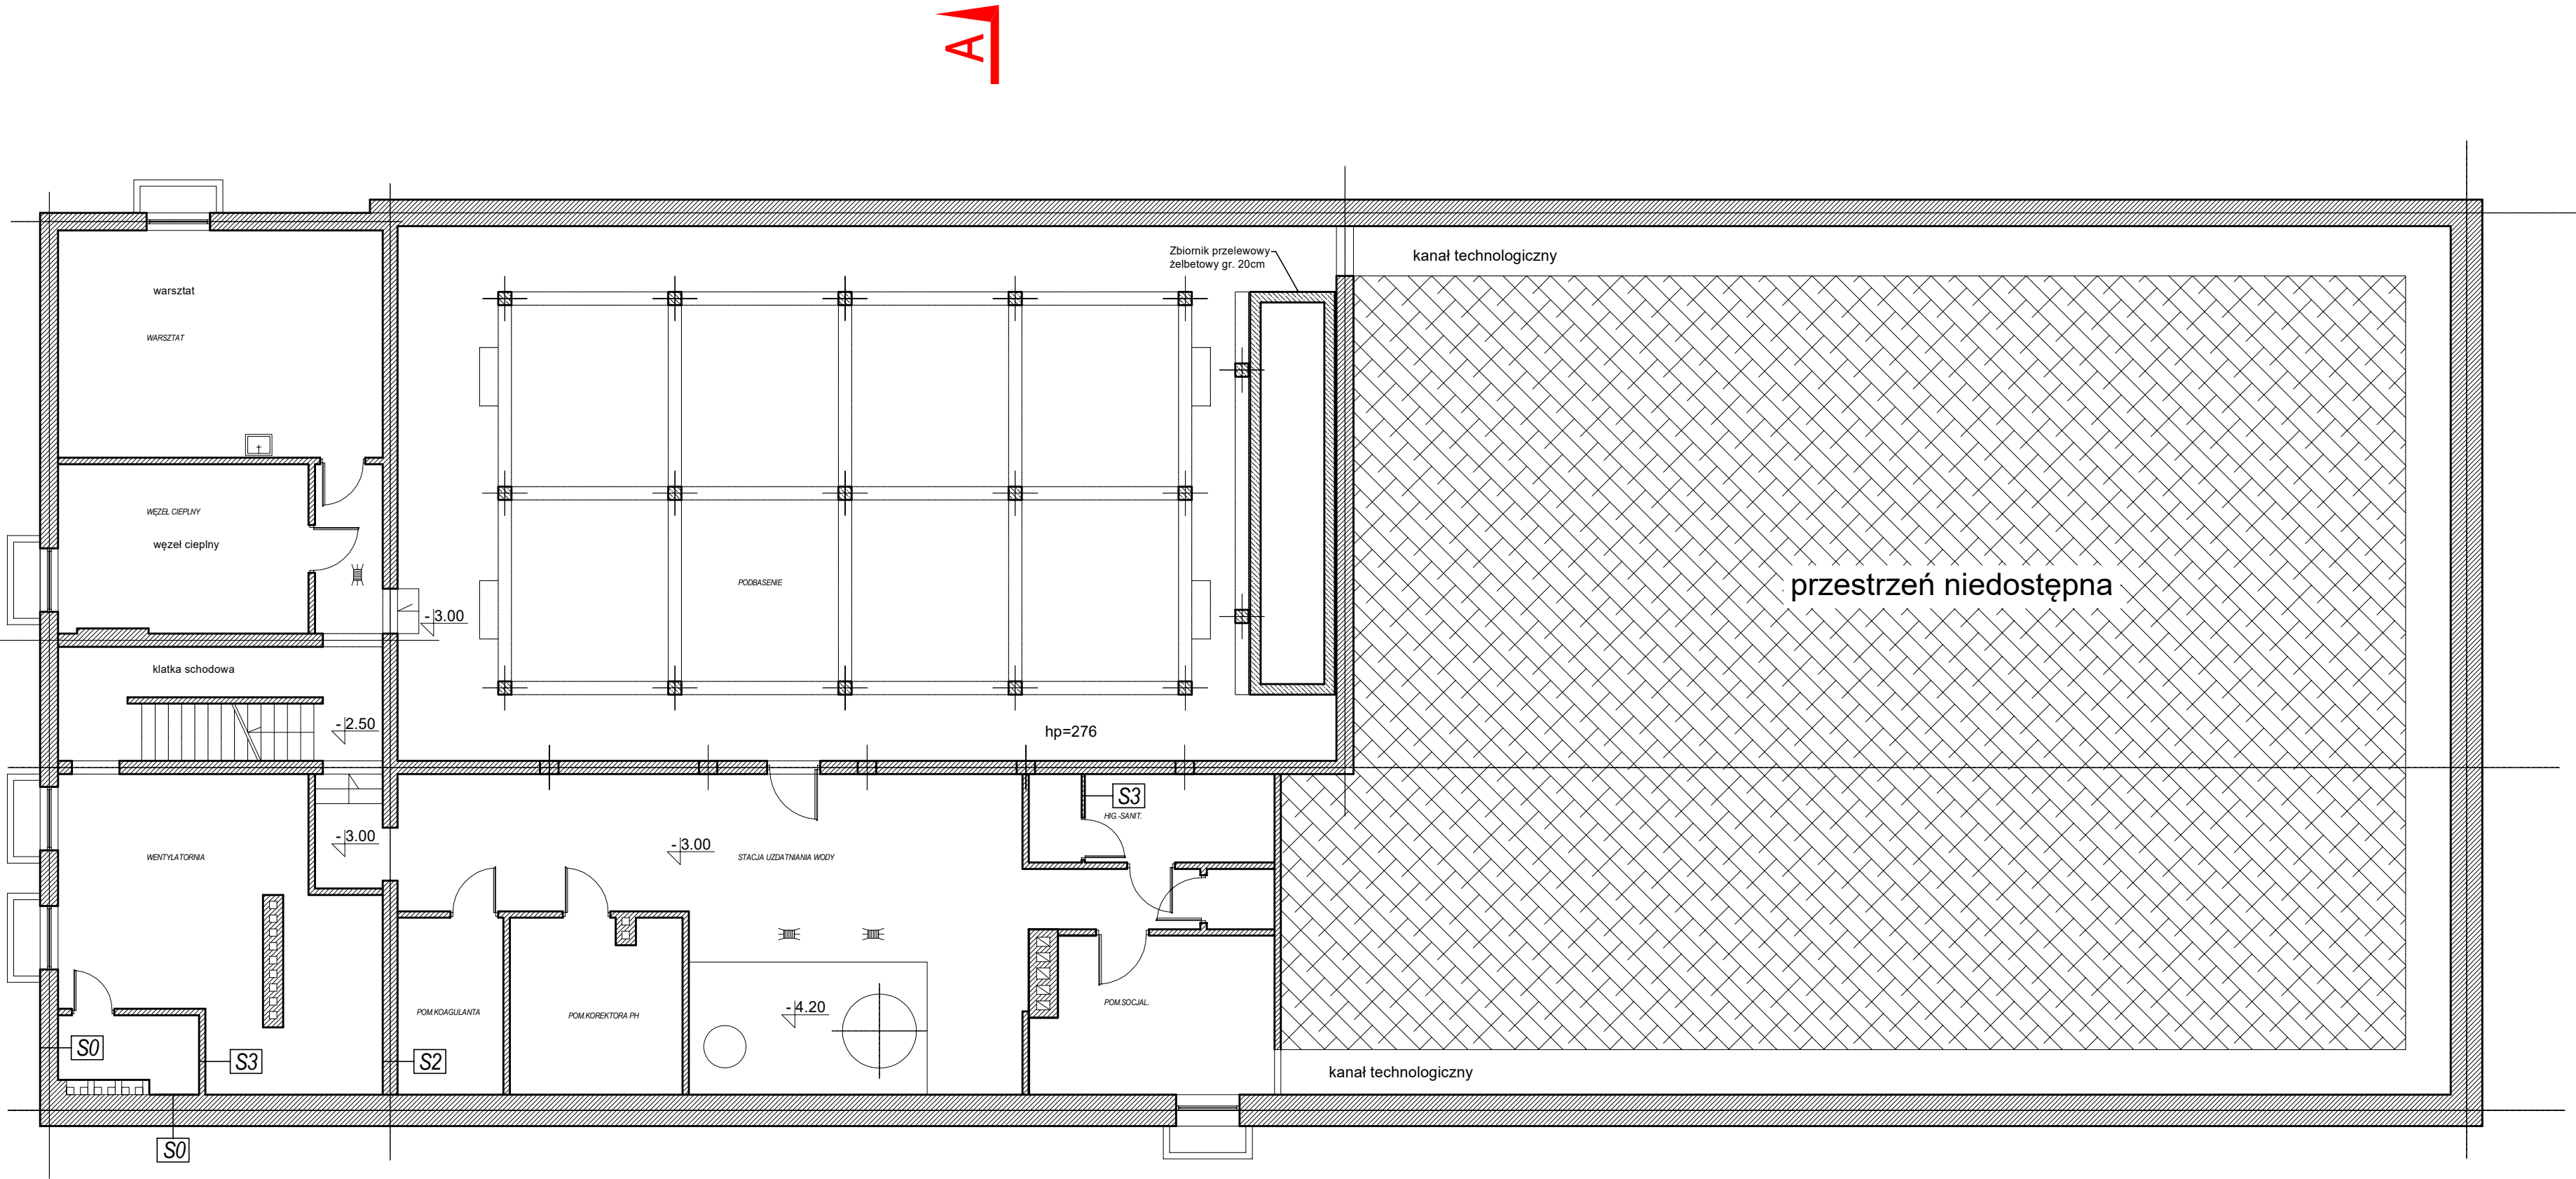 A
Zbiornik przelewowy
żelbetowy gr. 20cm
kanał technologiczny
warsztat
WARSZTAT
WĘZEŁ CIEPLNY
węzeł cieplny
PODBASENIE
przestrzeń niedostępna
- 3.00
klatka schodowa
- 2.50
hp=276
S3
HIG.-SANIT.
- 3.00
- 3.00
WENTYLATORNIA
STACJA UZDATNIANIA WODY
POM.SOCJAL.
- 4.20
POM.KOAGULANTA
POM.KOREKTORA PH
S0
S3
S2
kanał technologiczny
S0